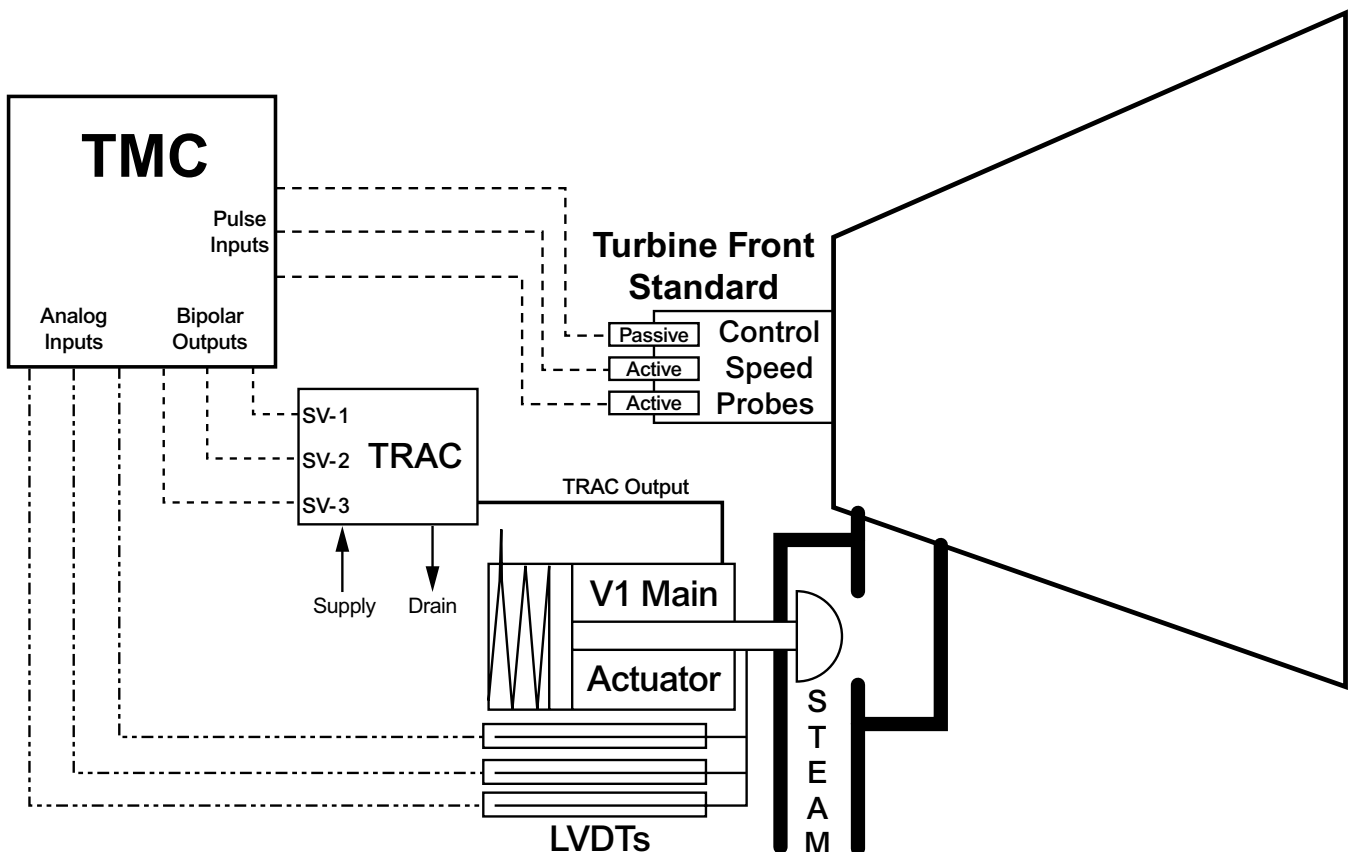 TMC
Pulse
Inputs
Analog
Inputs
Bipolar
Outputs
Turbine Front
Standard
Passive
Control
Active
Speed
Active
Probes
SV-1
SV-2
TRAC
SV-3
TRAC Output
Supply
Drain
V1 Main
Actuator
LVDTs
S
T
E
A
M